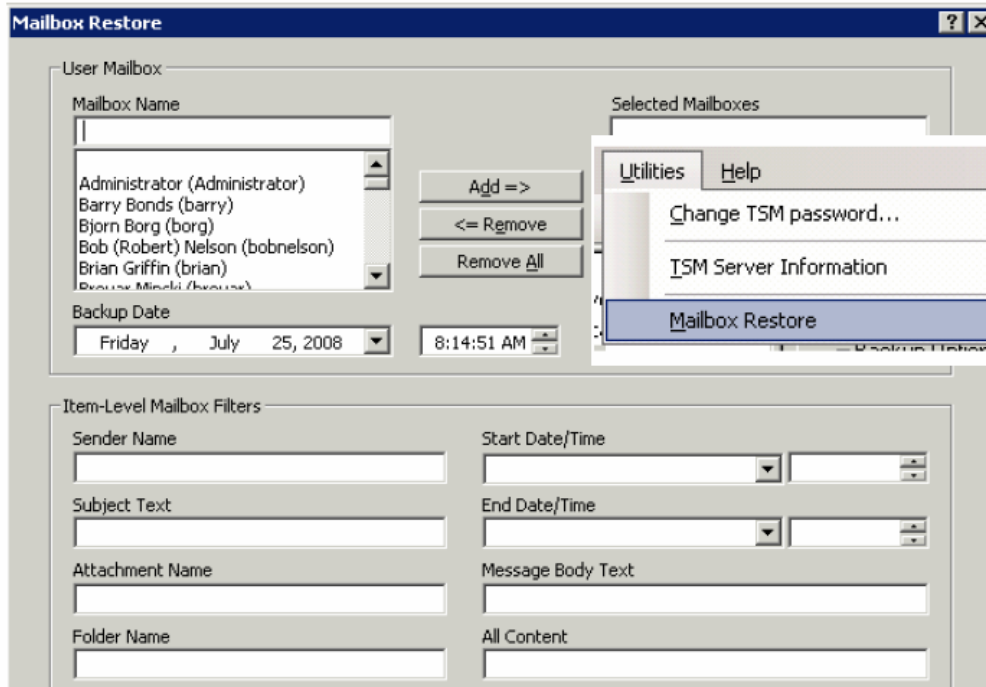 Mailbox Restore
User Mailbox
Mailbox Name
Selected Mailboxes
Administrator (Administrator)
Barry Bonds (barry)
Bjorn Borg (borg)
Bob (Robert) Nelson (bobnelson)
Brian Griffin (brian)
Add =>
<= Remove
Remove All
Utilities Help
Change TSM password...
TSM Server Information
Mailbox Restore
Backup Date
Friday , July 25, 2008
8:14:51 AM
Item-Level Mailbox Filters
Sender Name
Start Date/Time
Subject Text
End Date/Time
Attachment Name
Message Body Text
Folder Name
All Content